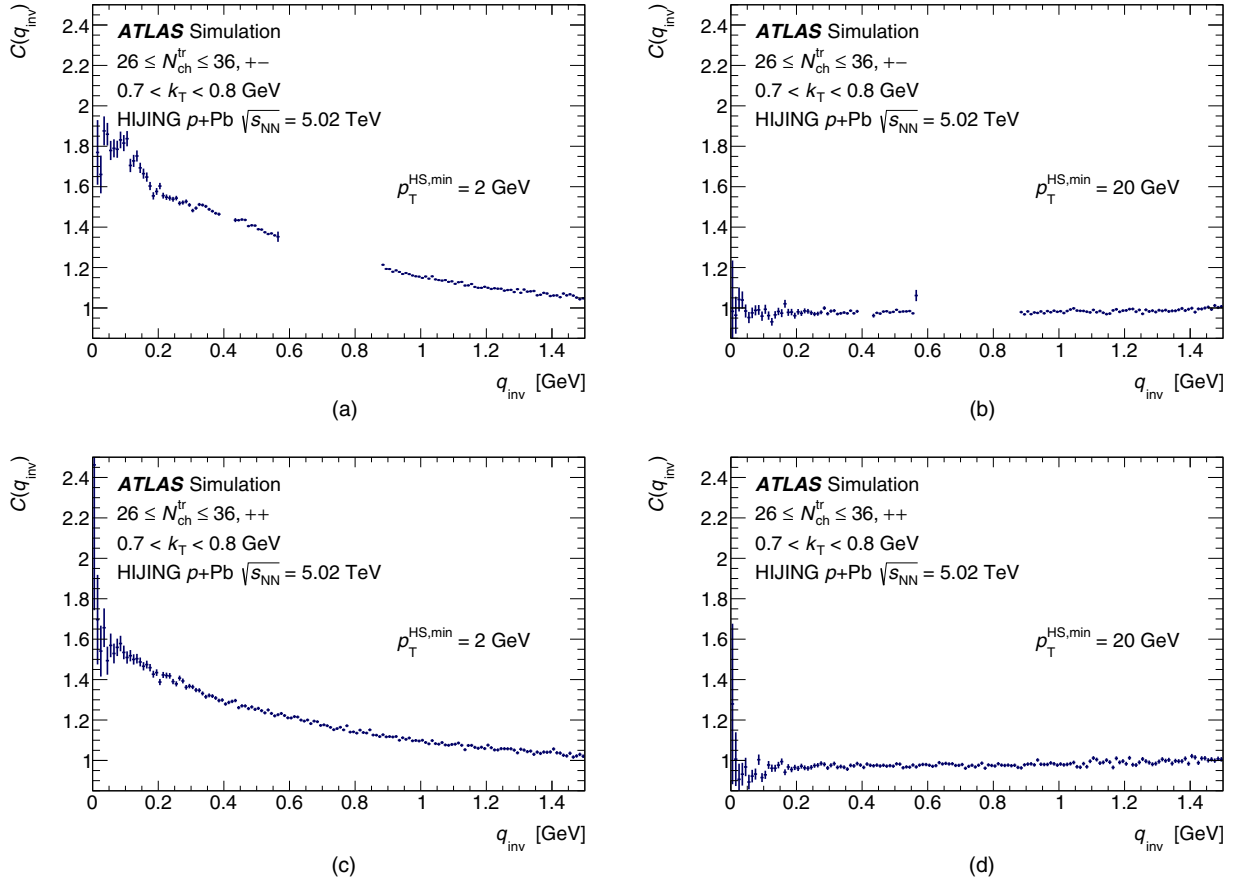 C(q_inv)
2.4
2.2
2
1.8
1.6
1.4
1.2
1
ATLAS Simulation
26 ≤ N_ch^tr ≤ 36, +−
0.7 < k_T < 0.8 GeV
HIJING p+Pb √s_NN = 5.02 TeV
p_T^HS,min = 2 GeV
0 0.2 0.4 0.6 0.8 1 1.2 1.4
q_inv [GeV]
(a)
C(q_inv)
2.4
2.2
2
1.8
1.6
1.4
1.2
1
ATLAS Simulation
26 ≤ N_ch^tr ≤ 36, +−
0.7 < k_T < 0.8 GeV
HIJING p+Pb √s_NN = 5.02 TeV
p_T^HS,min = 20 GeV
0 0.2 0.4 0.6 0.8 1 1.2 1.4
q_inv [GeV]
(b)
C(q_inv)
2.4
2.2
2
1.8
1.6
1.4
1.2
1
ATLAS Simulation
26 ≤ N_ch^tr ≤ 36, ++
0.7 < k_T < 0.8 GeV
HIJING p+Pb √s_NN = 5.02 TeV
p_T^HS,min = 2 GeV
0 0.2 0.4 0.6 0.8 1 1.2 1.4
q_inv [GeV]
(c)
C(q_inv)
2.4
2.2
2
1.8
1.6
1.4
1.2
1
ATLAS Simulation
26 ≤ N_ch^tr ≤ 36, ++
0.7 < k_T < 0.8 GeV
HIJING p+Pb √s_NN = 5.02 TeV
p_T^HS,min = 20 GeV
0 0.2 0.4 0.6 0.8 1 1.2 1.4
q_inv [GeV]
(d)